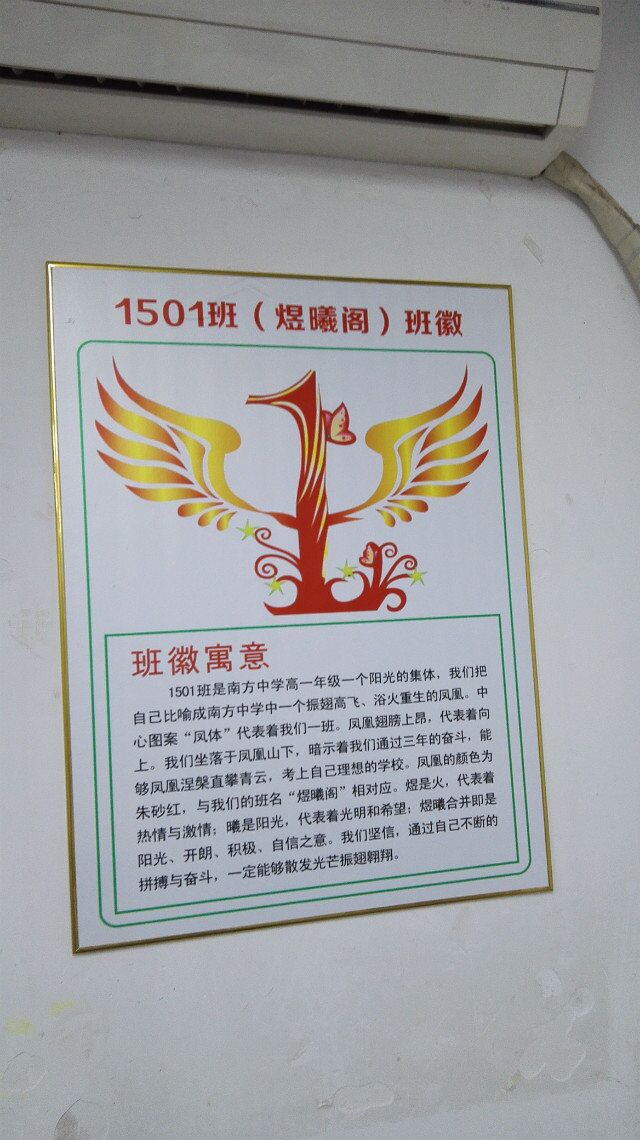 1501班（煜曦阁）班徽
班徽寓意
1501班是南方中学高一年级一个阳光的集体，我们把
自己比喻成南方中学中一个振翅高飞、浴火重生的凤凰。中
心图案“凤体”代表着我们一班。凤凰翅膀上昂，代表着向
上。我们坐落于凤凰山下，暗示着我们通过三年的奋斗，能
够凤凰涅槃直攀青云，考上自己理想的学校。凤凰的颜色为
朱砂红，与我们的班名“煜曦阁”相对应。煜是火，代表着
热情与激情；曦是阳光，代表着光明和希望；煜曦合并即是
阳光、开朗、积极、自信之意。我们坚信，通过自己不断的
拼搏与奋斗，一定能够散发光芒振翅翱翔。